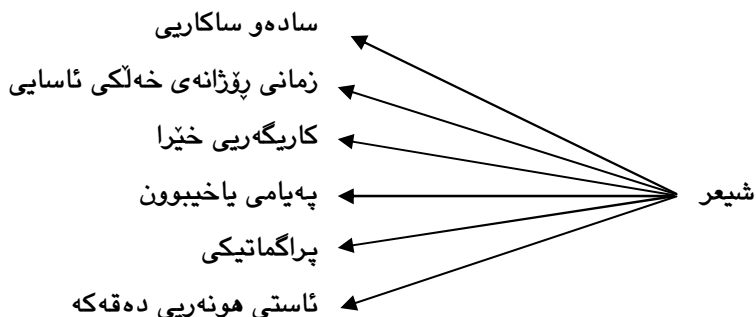 سادەو ساکاریی
زمانی ڕۆژانەی خەڵکی ئاسایی
کاریگەریی خێرا
پەیامی یاخیبوون
پراگماتیکی
ئاستی هونەریی دەقەکە
شیعر